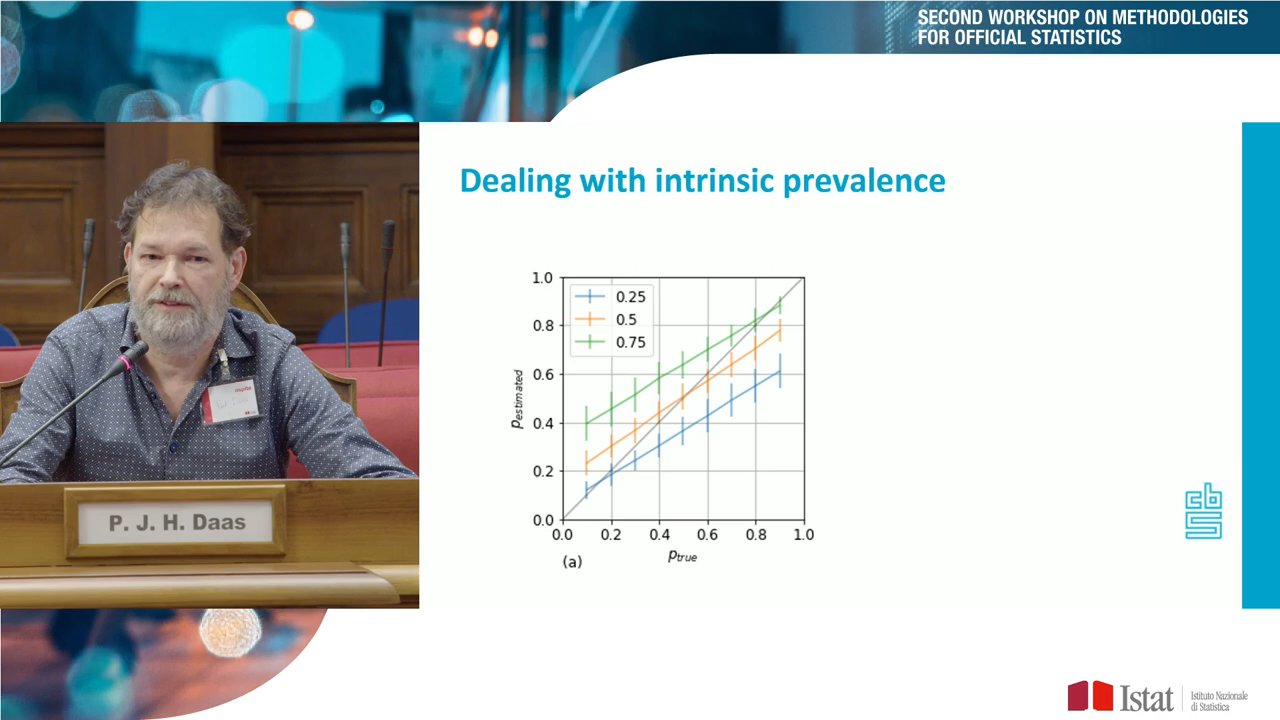 SECOND WORKSHOP ON METHODOLOGIES
FOR OFFICIAL STATISTICS
Dealing with intrinsic prevalence
1.0
0.8
0.6
0.4
0.2
0.0
0.25
0.5
0.75
pestimated
0.0 0.2 0.4 0.6 0.8 1.0
ptrue
(a)
cbs
P. J. H. Daas
Istat
Istituto Nazionale
di Statistica